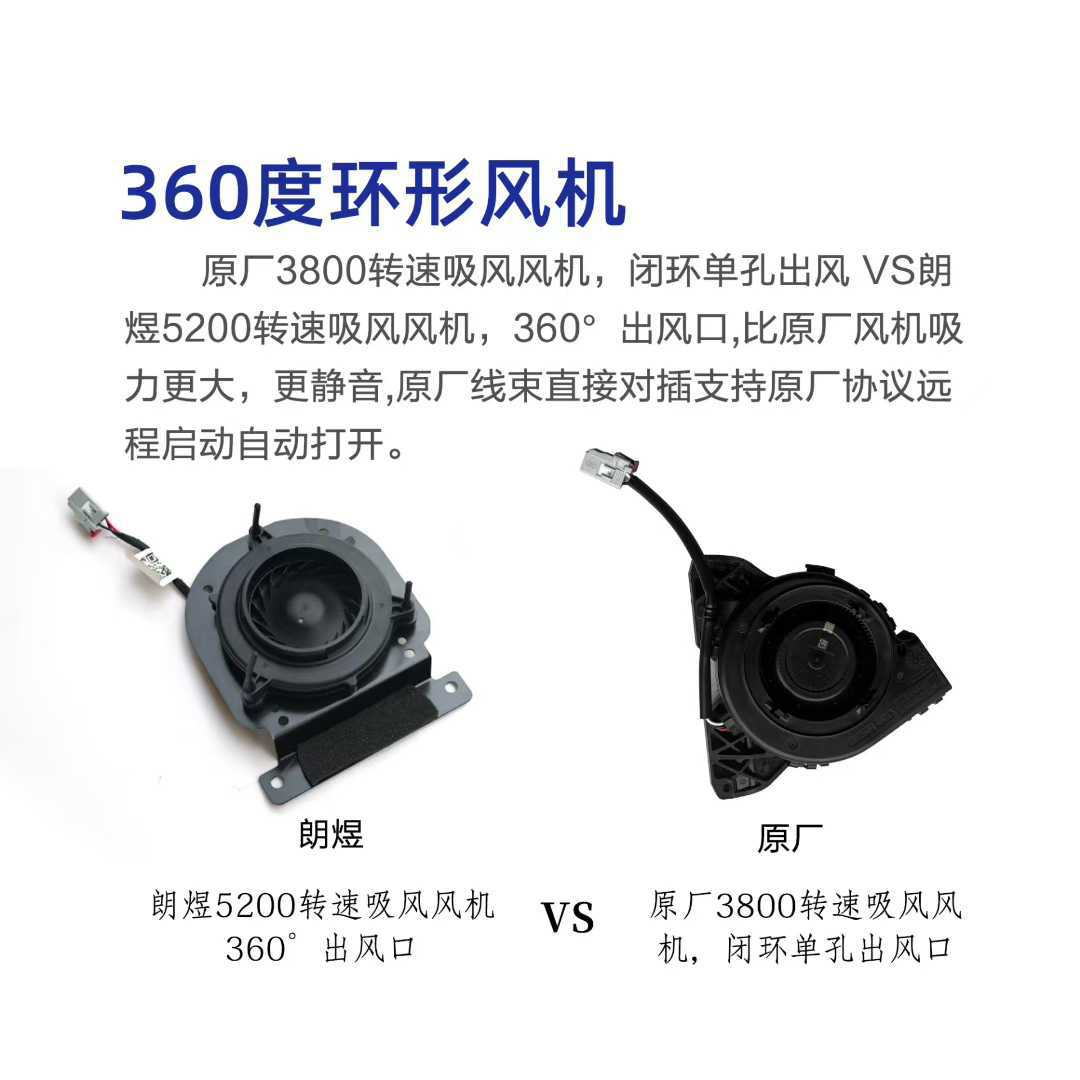 360度环形风机
原厂3800转速吸风风机，闭环单孔出风 VS朗
煜5200转速吸风风机，360°出风口,比原厂风机吸
力更大，更静音,原厂线束直接对插支持原厂协议远
程启动自动打开。
朗煜
原厂
朗煜5200转速吸风风机
360°出风口
VS
原厂3800转速吸风风
机，闭环单孔出风口